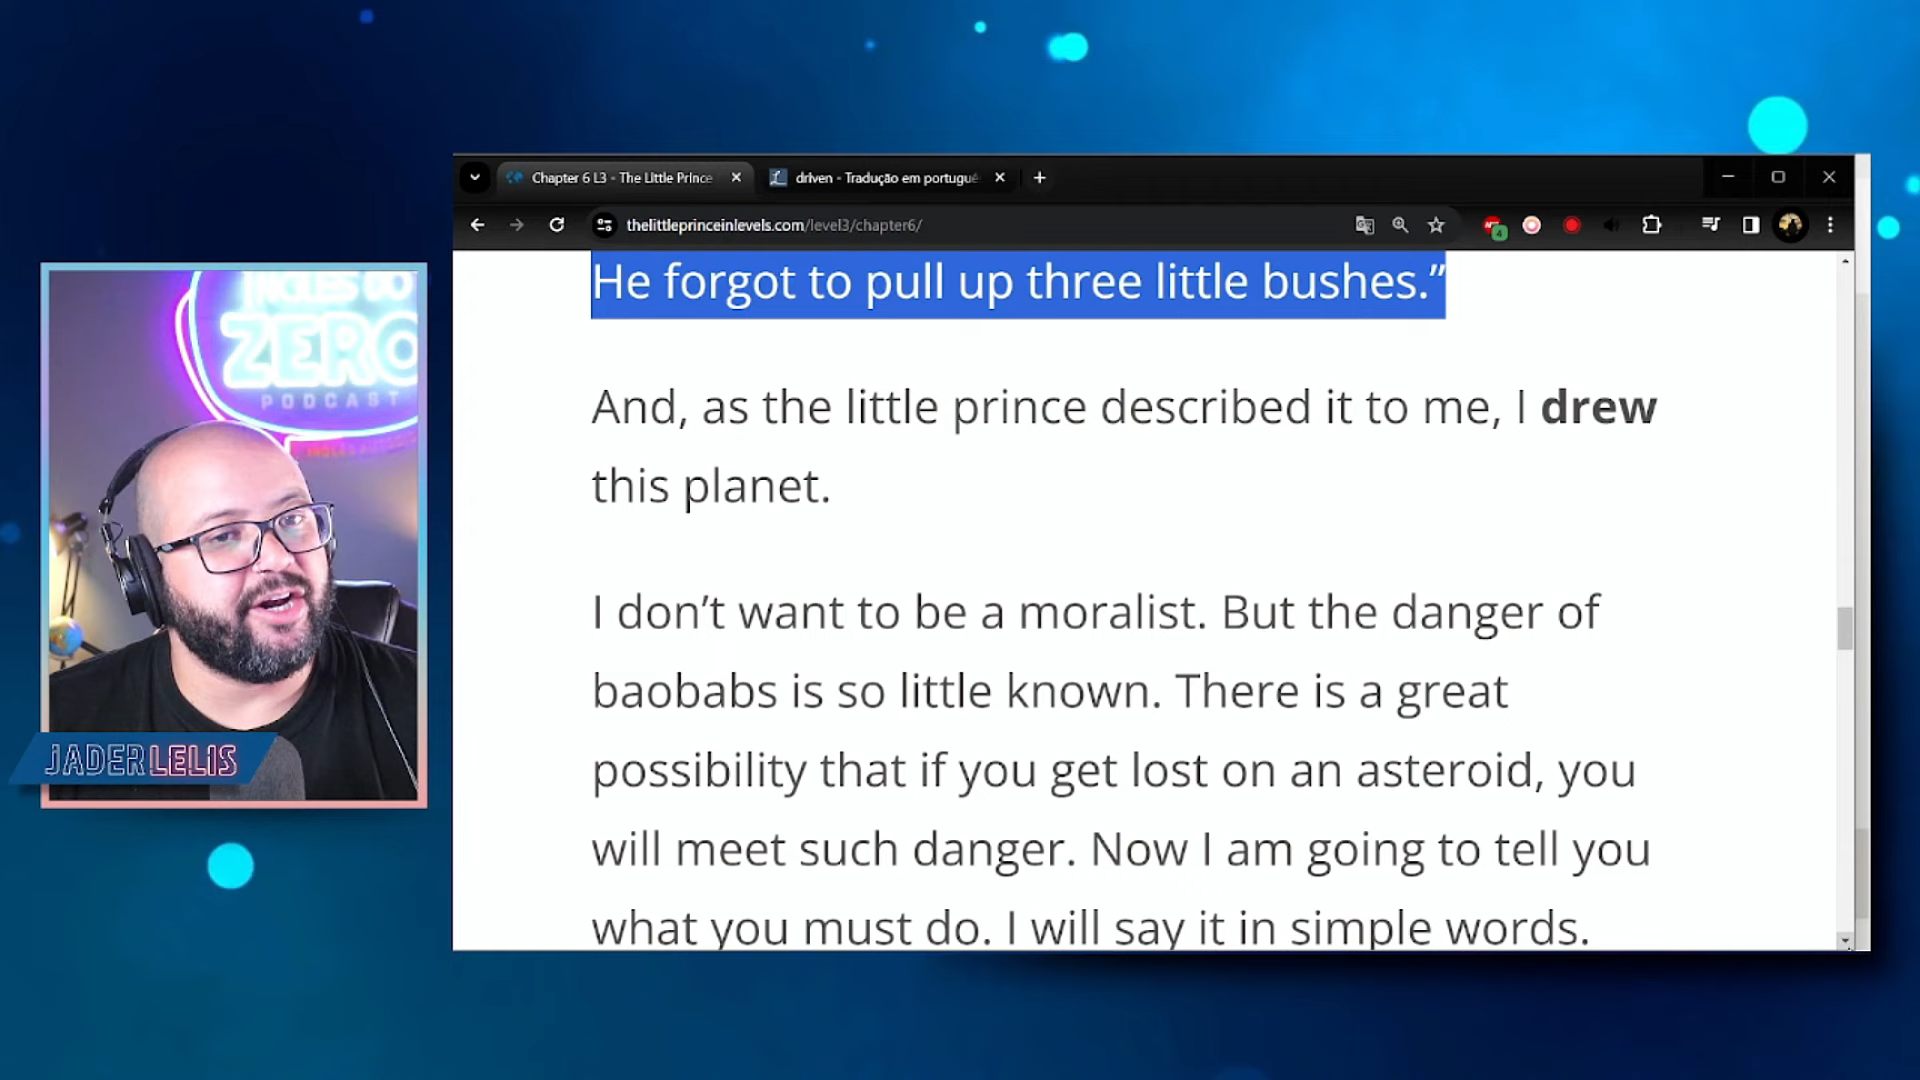 Chapter 6 L3 - The Little Prince
driven - Tradução em portugu
thelittleprinceinlevels.com/level3/chapter6/
4
He forgot to pull up three little bushes.”
And, as the little prince described it to me, I drew
this planet.
I don’t want to be a moralist. But the danger of
baobabs is so little known. There is a great
possibility that if you get lost on an asteroid, you
will meet such danger. Now I am going to tell you
what you must do. I will say it in simple words.
ZERO
PODCAST
JADER LELIS